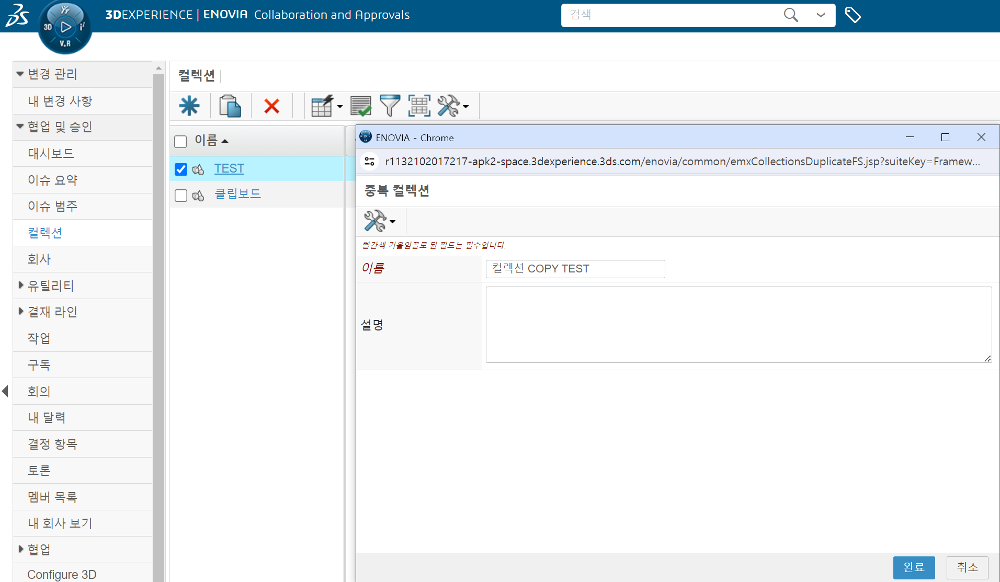 3DEXPERIENCE | ENOVIA Collaboration and Approvals
검색
3D
V.R
변경 관리
내 변경 사항
협업 및 승인
대시보드
이슈 요약
이슈 범주
컬렉션
회사
유틸리티
결재 라인
작업
구독
회의
내 달력
결정 항목
토론
멤버 목록
내 회사 보기
협업
Configure 3D
컬렉션
이름
TEST
클립보드
ENOVIA - Chrome
r1132102017217-apk2-space.3dexperience.3ds.com/enovia/common/emxCollectionsDuplicateFS.jsp?suiteKey=Framew...
중복 컬렉션
빨간색 기울임꼴로 된 필드는 필수입니다.
이름
컬렉션 COPY TEST
설명
완료
취소